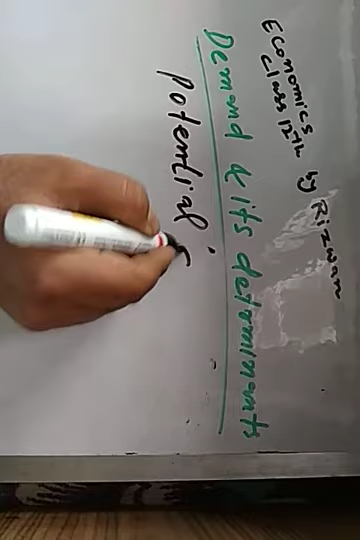 Economics by Rizwan
Class 12th
Demand & its determinants
Potential